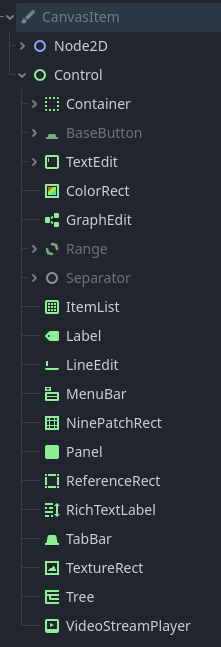 CanvasItem
Node2D
Control
Container
BaseButton
TextEdit
ColorRect
GraphEdit
Range
Separator
ItemList
Label
LineEdit
MenuBar
NinePatchRect
Panel
ReferenceRect
RichTextLabel
TabBar
TextureRect
Tree
VideoStreamPlayer